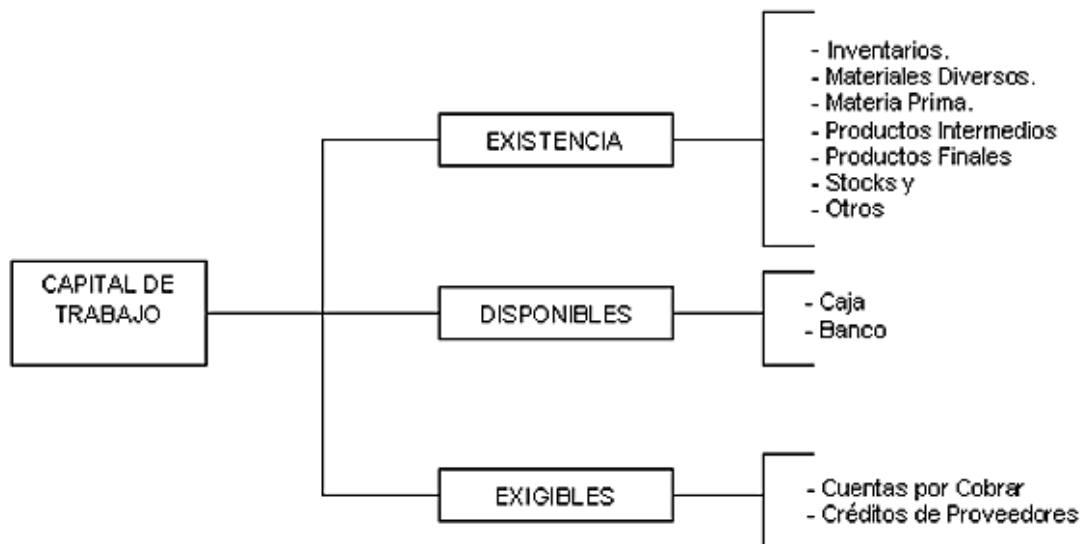 CAPITAL DE
TRABAJO
EXISTENCIA
- Inventarios.
- Materiales Diversos.
- Materia Prima.
- Productos Intermedios
- Productos Finales
- Stocks y
- Otros
DISPONIBLES
- Caja
- Banco
EXIGIBLES
- Cuentas por Cobrar
- Créditos de Proveedores